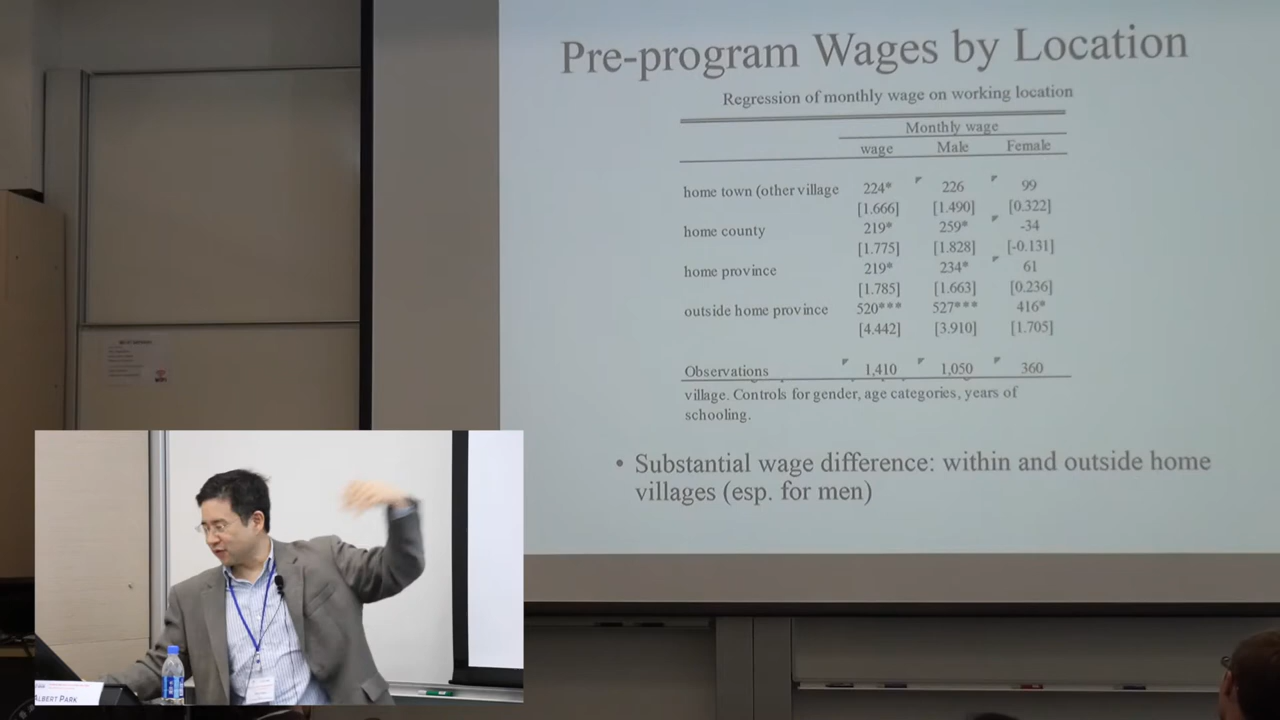 Pre-program Wages by Location
Regression of monthly wage on working location
Monthly wage
wage Male Female
home town (other village 224* 226 99
[1.666] [1.490] [0.322]
home county 219* 259* -34
[1.775] [1.828] [-0.131]
home province 219* 234* 61
[1.785] [1.663] [0.236]
outside home province 520*** 527*** 416*
[4.442] [3.910] [1.705]
Observations 1,410 1,050 360
village. Controls for gender, age categories, years of
schooling.
• Substantial wage difference: within and outside home
villages (esp. for men)
ALBERT PARK